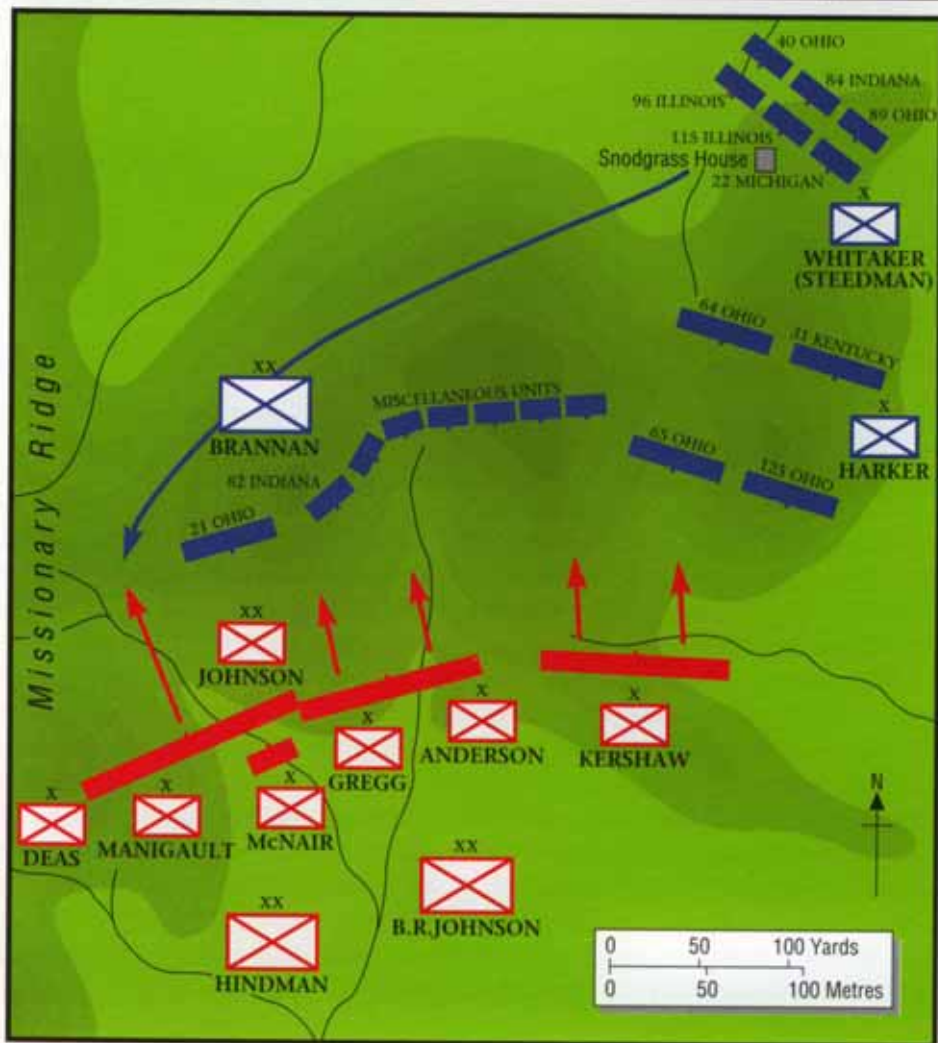 40 OHIO
84 INDIANA
96 ILLINOIS
89 OHIO
115 ILLINOIS
Snodgrass House
22 MICHIGAN
X
WHITAKER
(STEEDMAN)
64 OHIO
31 KENTUCKY
Missionary Ridge
XX
BRANNAN
MISCELLANEOUS UNITS
X
HARKER
82 INDIANA
65 OHIO
125 OHIO
21 OHIO
XX
JOHNSON
X
GREGG
X
ANDERSON
X
KERSHAW
X
DEAS
X
MANIGAULT
X
McNAIR
N
XX
HINDMAN
XX
B.R.JOHNSON
0 50 100 Yards
0 50 100 Metres